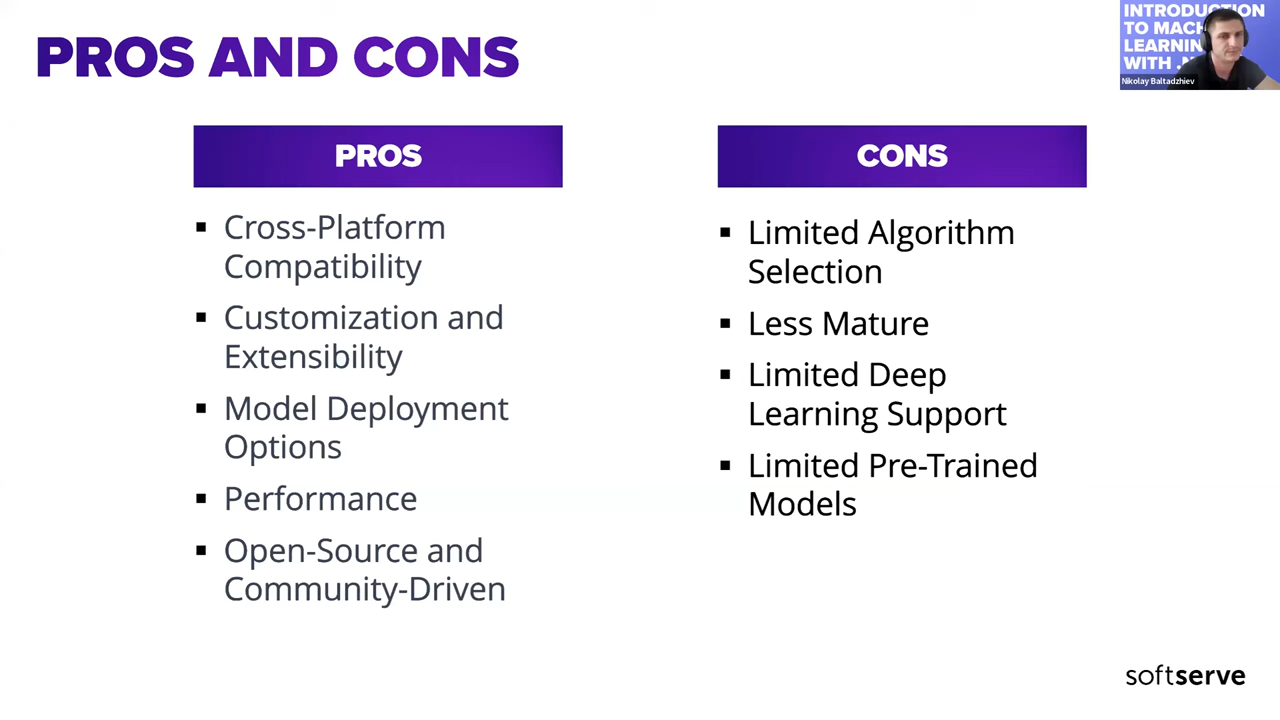 PROS AND CONS
INTRODUCTION
TO MACH
LEARNIN
WITH .N
Nikolay Baltadzhiev
PROS
▪ Cross-Platform
Compatibility
▪ Customization and
Extensibility
▪ Model Deployment
Options
▪ Performance
▪ Open-Source and
Community-Driven
CONS
▪ Limited Algorithm
Selection
▪ Less Mature
▪ Limited Deep
Learning Support
▪ Limited Pre-Trained
Models
softserve